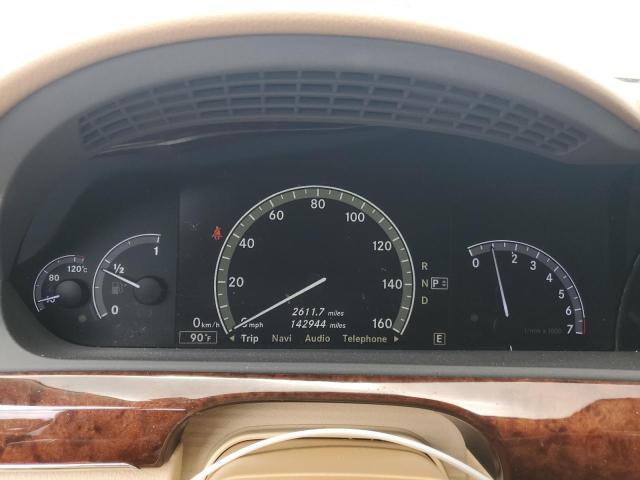 120°C
80
1
1/2
0
0 20 40 60 80 100 120 140 160
mph
0 km/h
2611.7 miles
142944 miles
90°F
Trip Navi Audio Telephone
R
N P
D
E
0 1 2 3 4 5 6 7
1/min x 1000